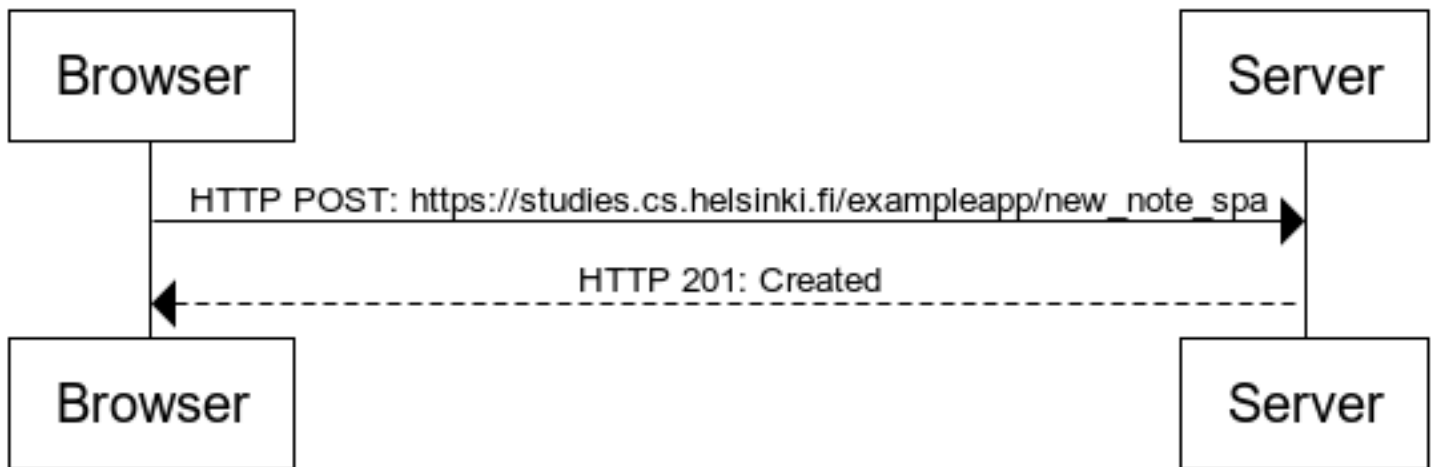 Browser
Server
HTTP POST: https://studies.cs.helsinki.fi/exampleapp/new_note_spa
HTTP 201: Created
Browser
Server